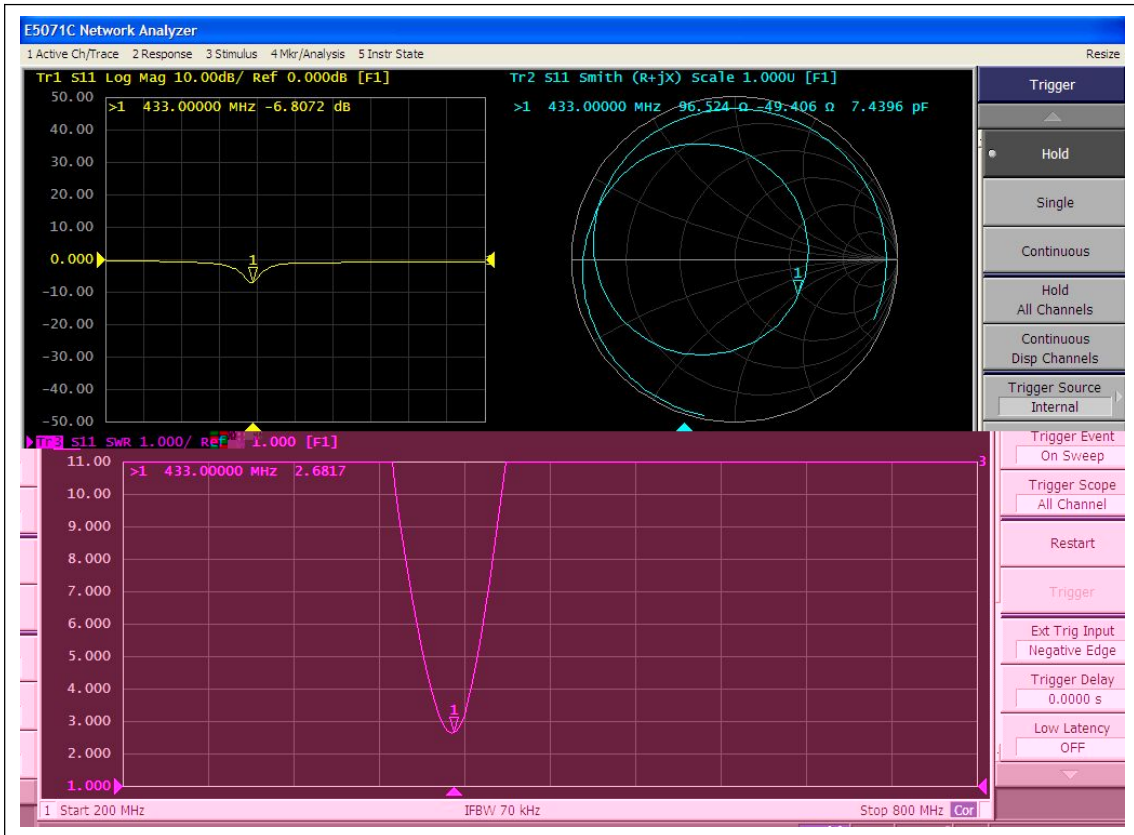 E5071C Network Analyzer
1 Active Ch/Trace 2 Response 3 Stimulus 4 Mkr/Analysis 5 Instr State
Resize
Tr1 S11 Log Mag 10.00dB/ Ref 0.000dB [F1]
50.00
>1 433.00000 MHz -6.8072 dB
40.00
30.00
20.00
10.00
0.000
1
-10.00
-20.00
-30.00
-40.00
-50.00
Tr2 S11 Smith (R+jX) Scale 1.000U [F1]
>1 433.00000 MHz 96.524 Ω -49.406 Ω 7.4396 pF
1
Tr3 S11 SWR 1.000/ Ref 1.000 [F1]
11.00
>1 433.00000 MHz 2.6817
3
10.00
9.000
8.000
7.000
6.000
5.000
4.000
3.000
1
2.000
1.000
1 Start 200 MHz
IFBW 70 kHz
Stop 800 MHz Cor
Trigger
Hold
Single
Continuous
Hold
All Channels
Continuous
Disp Channels
Trigger Source
Internal
Trigger Event
On Sweep
Trigger Scope
All Channel
Restart
Trigger
Ext Trig Input
Negative Edge
Trigger Delay
0.0000 s
Low Latency
OFF